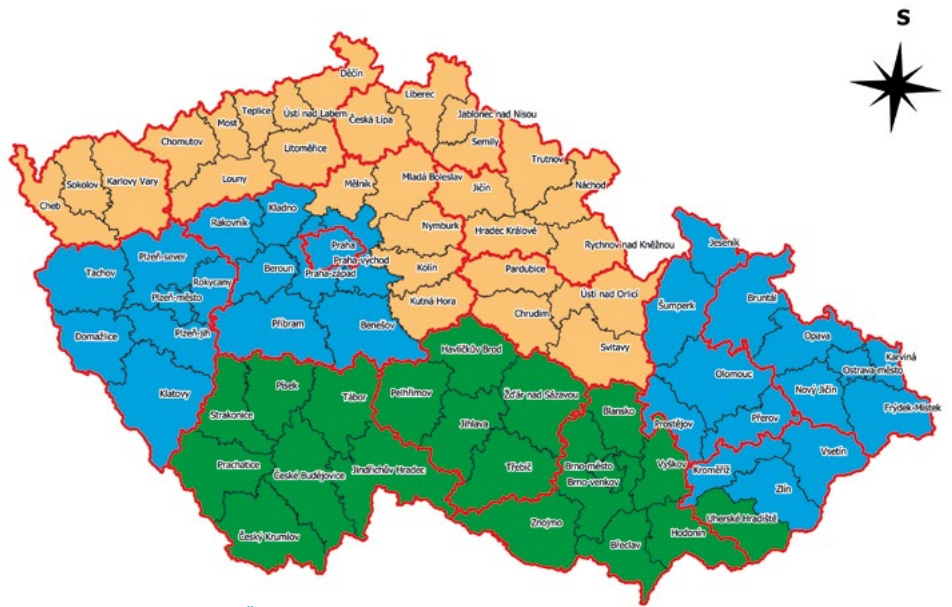 S
Děčín
Liberec
Teplice
Ústí nad Labem
Jablonec nad Nisou
Most
Česká Lípa
Chomutov
Semily
Litoměřice
Trutnov
Louny
Mělník
Mladá Boleslav
Jičín
Náchod
Sokolov
Karlovy Vary
Cheb
Kladno
Rakovník
Nymburk
Hradec Králové
Rychnov nad Kněžnou
Praha
Jeseník
Plzeň-sever
Praha-východ
Beroun
Praha-západ
Kolín
Pardubice
Tachov
Rokycany
Plzeň-město
Kutná Hora
Ústí nad Orlicí
Šumperk
Bruntál
Chrudim
Příbram
Benešov
Plzeň-jih
Domažlice
Opava
Svitavy
Havlíčkův Brod
Karviná
Ostrava-město
Olomouc
Písek
Pelhřimov
Žďár nad Sázavou
Nový Jičín
Klatovy
Tábor
Frýdek-Místek
Strakonice
Blansko
Přerov
Prostějov
Jihlava
Vsetín
Prachatice
České Budějovice
Jindřichův Hradec
Třebíč
Brno-město
Vyškov
Kroměříž
Brno-venkov
Zlín
Uherské Hradiště
Znojmo
Hodonín
Český Krumlov
Břeclav